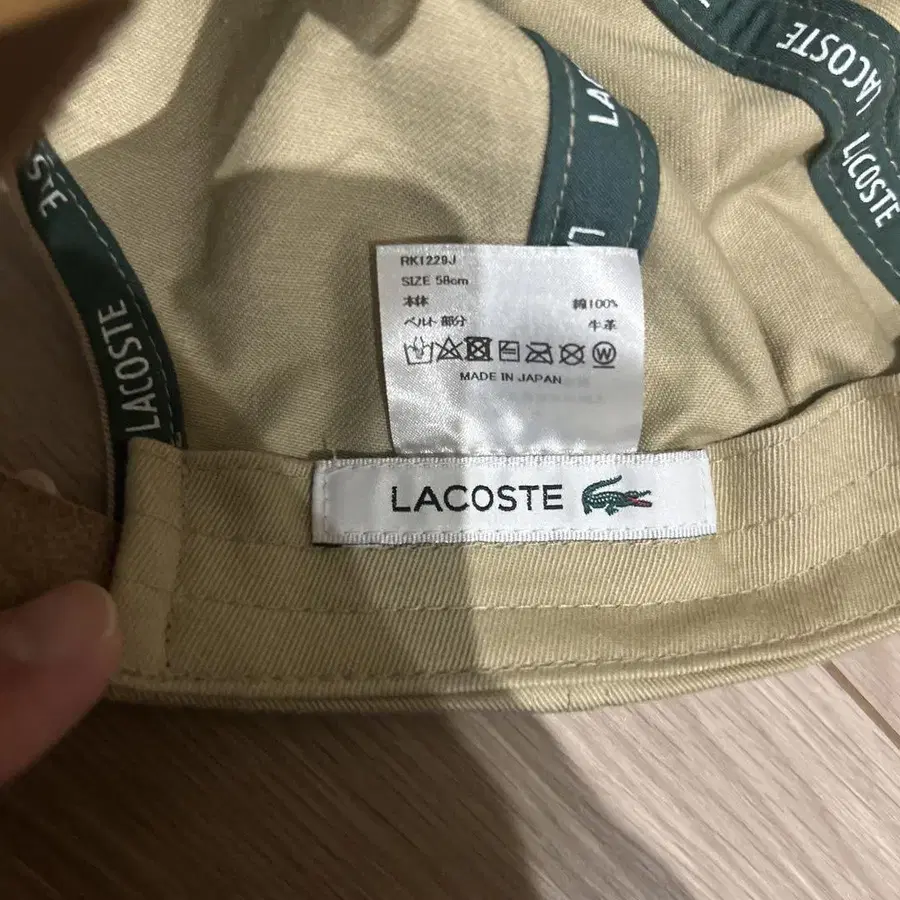 LACOSTE
LACOSTE
LACOSTE
RK1229J
SIZE 58cm
本体 綿100%
ベルト部分 牛革
W
MADE IN JAPAN
LACOSTE
LACOSTE